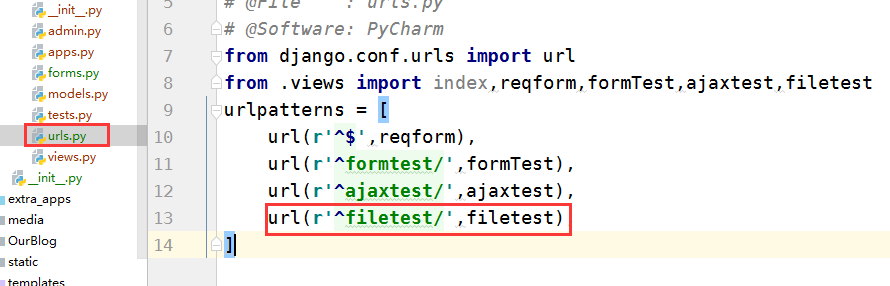 __init__.py
admin.py
apps.py
forms.py
models.py
tests.py
urls.py
views.py
__init__.py
extra_apps
media
OurBlog
static
templates
5 # @File : urls.py
6 # @Software: PyCharm
7 from django.conf.urls import url
8 from .views import index,reqform,formTest,ajaxtest,filetest
9 urlpatterns = [
10 url(r'^$',reqform),
11 url(r'^formtest/',formTest),
12 url(r'^ajaxtest/',ajaxtest),
13 url(r'^filetest/',filetest)
14 ]